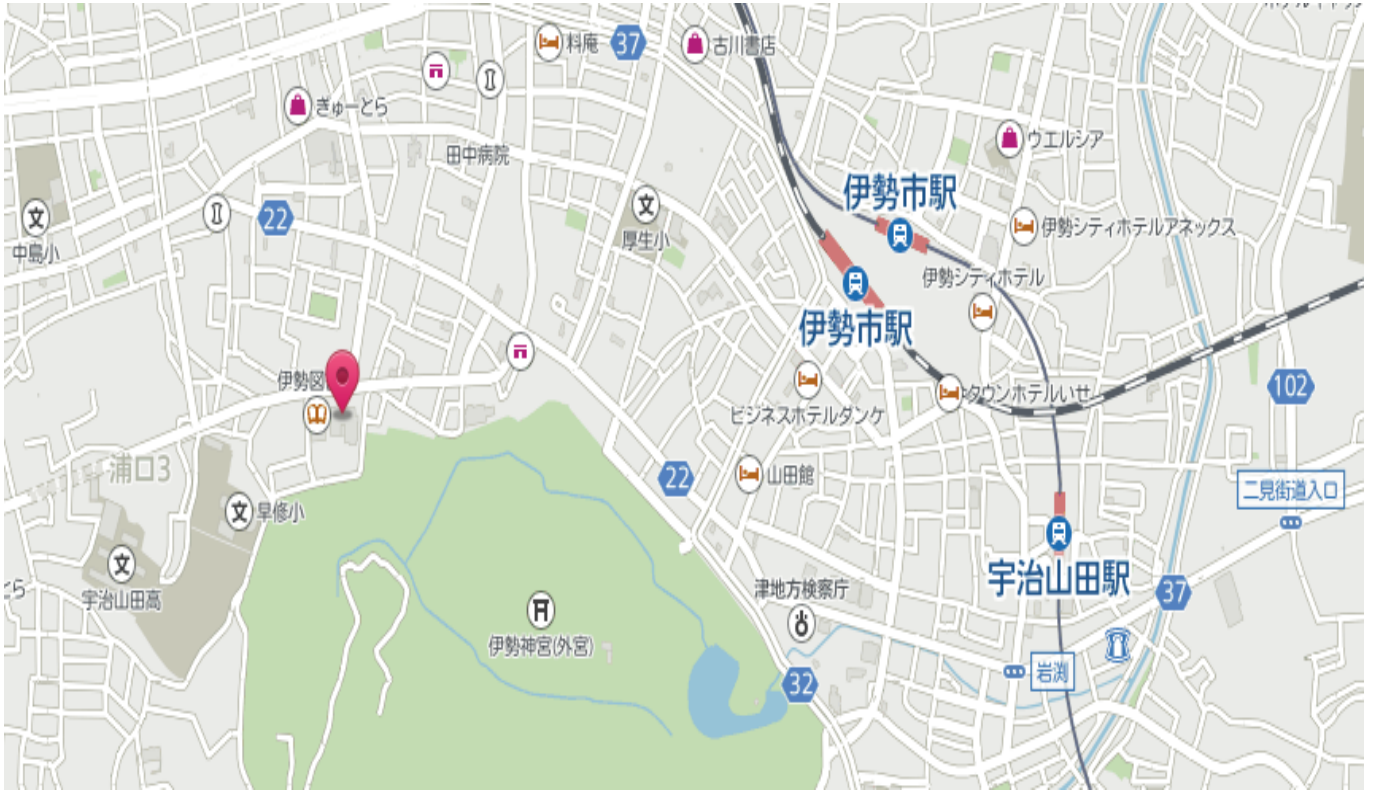 料庵
37
古川書店
ぎゅーとら
田中病院
ウエルシア
中島小
22
厚生小
伊勢市駅
伊勢シティホテルアネックス
伊勢シティホテル
伊勢市駅
伊勢図
タウンホテルいせ
102
ビジネスホテルダンケ
浦口3
22
山田館
二見街道入口
早修小
宇治山田高
とら
宇治山田駅
37
津地方検察庁
伊勢神宮(外宮)
岩渕
32